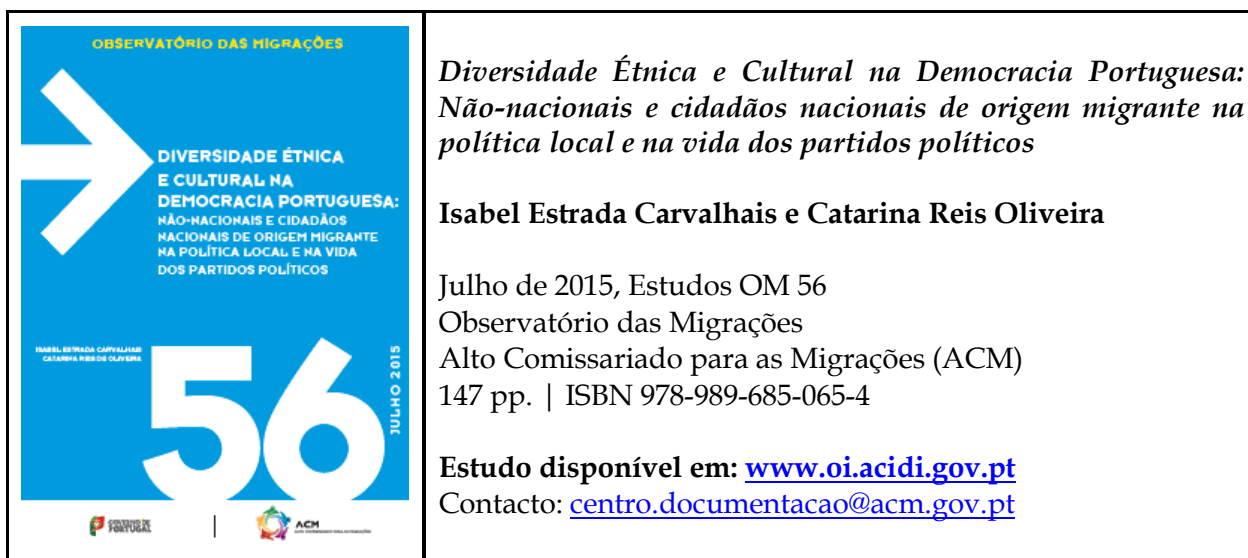 OBSERVATÓRIO DAS MIGRAÇÕES
DIVERSIDADE ÉTNICA
E CULTURAL NA
DEMOCRACIA PORTUGUESA:
NÃO-NACIONAIS E CIDADÃOS
NACIONAIS DE ORIGEM MIGRANTE
NA POLÍTICA LOCAL E NA VIDA
DOS PARTIDOS POLÍTICOS
ISABEL ESTRADA CARVALHAIS
CATARINA REIS DE OLIVEIRA
56
JULHO 2015
GOVERNO DE
PORTUGAL
ACM
Diversidade Étnica e Cultural na Democracia Portuguesa:
Não-nacionais e cidadãos nacionais de origem migrante na
política local e na vida dos partidos políticos
Isabel Estrada Carvalhais e Catarina Reis Oliveira
Julho de 2015, Estudos OM 56
Observatório das Migrações
Alto Comissariado para as Migrações (ACM)
147 pp. | ISBN 978-989-685-065-4
Estudo disponível em: www.oi.acidi.gov.pt
Contacto: centro.documentacao@acm.gov.pt